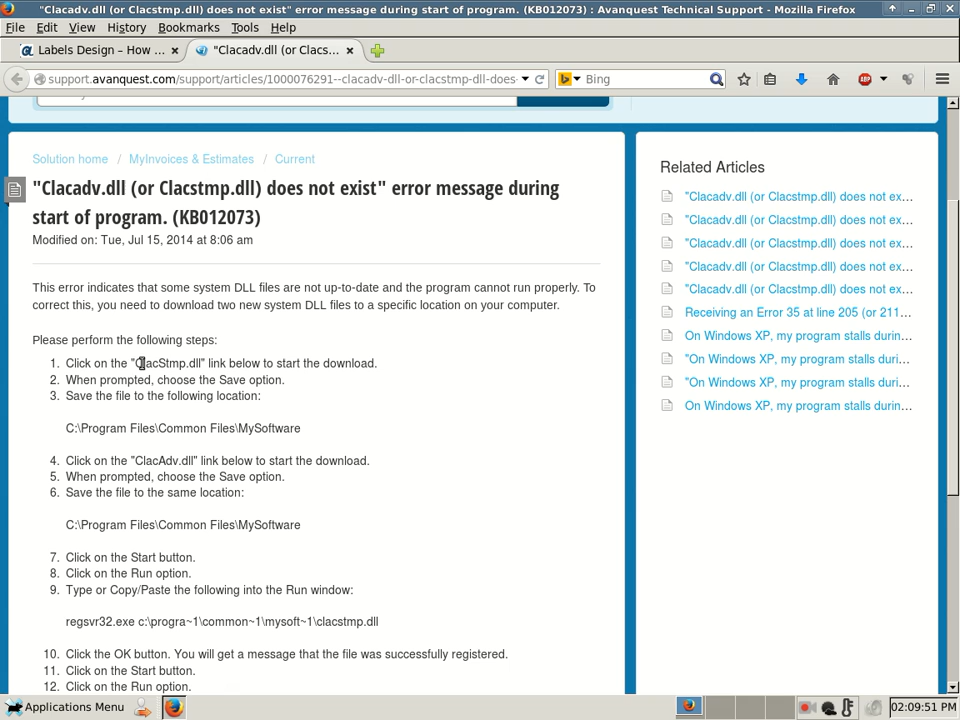 "Clacadv.dll (or Clacstmp.dll) does not exist" error message during start of program. (KB012073) : Avanquest Technical Support - Mozilla Firefox
File Edit View History Bookmarks Tools Help
Labels Design – How ... "Clacadv.dll (or Clacs...
support.avanquest.com/support/articles/1000076291--clacadv-dll-or-clacstmp-dll-does- Bing
Solution home / MyInvoices & Estimates / Current
"Clacadv.dll (or Clacstmp.dll) does not exist" error message during
start of program. (KB012073)
Modified on: Tue, Jul 15, 2014 at 8:06 am
This error indicates that some system DLL files are not up-to-date and the program cannot run properly. To
correct this, you need to download two new system DLL files to a specific location on your computer.
Please perform the following steps:
1. Click on the "ClacStmp.dll" link below to start the download.
2. When prompted, choose the Save option.
3. Save the file to the following location:
C:\Program Files\Common Files\MySoftware
4. Click on the "ClacAdv.dll" link below to start the download.
5. When prompted, choose the Save option.
6. Save the file to the same location:
C:\Program Files\Common Files\MySoftware
7. Click on the Start button.
8. Click on the Run option.
9. Type or Copy/Paste the following into the Run window:
regsvr32.exe c:\progra~1\common~1\mysoft~1\clacstmp.dll
10. Click the OK button. You will get a message that the file was successfully registered.
11. Click on the Start button.
12. Click on the Run option.
Related Articles
"Clacadv.dll (or Clacstmp.dll) does not ex...
"Clacadv.dll (or Clacstmp.dll) does not ex...
"Clacadv.dll (or Clacstmp.dll) does not ex...
"Clacadv.dll (or Clacstmp.dll) does not ex...
"Clacadv.dll (or Clacstmp.dll) does not ex...
Receiving an Error 35 at line 205 (or 211...
On Windows XP, my program stalls durin...
"On Windows XP, my program stalls duri...
"On Windows XP, my program stalls duri...
On Windows XP, my program stalls durin...
Applications Menu 02:09:51 PM